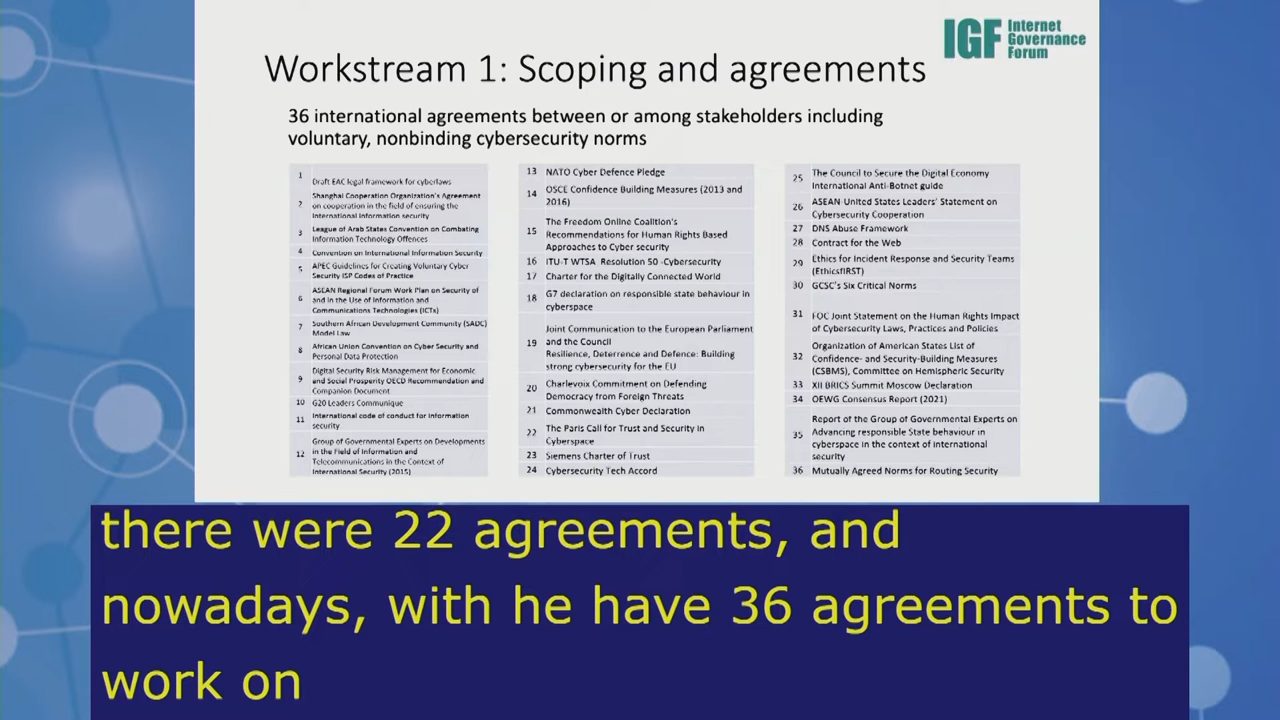 IGF Internet
Governance
Forum
Workstream 1: Scoping and agreements
36 international agreements between or among stakeholders including
voluntary, nonbinding cybersecurity norms
1 Draft EAC legal framework for cyberlaws
2 Shanghai Cooperation Organization's Agreement
on cooperation in the field of ensuring the
international information security
3 League of Arab States Convention on Combating
Information Technology Offences
4 Convention on International Information Security
5 APEC Guidelines for Creating Voluntary Cyber
Security ISP Codes of Practice
6 ASEAN Regional Forum Work Plan on Security of
and in the Use of Information and
Communications Technologies (ICTs)
7 Southern African Development Community (SADC)
Model Law
8 African Union Convention on Cyber Security and
Personal Data Protection
9 Digital Security Risk Management for Economic
and Social Prosperity OECD Recommendation and
Companion Document
10 G20 Leaders Communique
11 International code of conduct for information
security
12 Group of Governmental Experts on Developments
in the Field of Information and
Telecommunications in the Context of
International Security (2015)
13 NATO Cyber Defence Pledge
14 OSCE Confidence Building Measures (2013 and
2016)
15 The Freedom Online Coalition's
Recommendations for Human Rights Based
Approaches to Cyber security
16 ITU-T WTSA Resolution 50 -Cybersecurity
17 Charter for the Digitally Connected World
18 G7 declaration on responsible state behaviour in
cyberspace
19 Joint Communication to the European Parliament
and the Council
Resilience, Deterrence and Defence: Building
strong cybersecurity for the EU
20 Charlevoix Commitment on Defending
Democracy from Foreign Threats
21 Commonwealth Cyber Declaration
22 The Paris Call for Trust and Security in
Cyberspace
23 Siemens Charter of Trust
24 Cybersecurity Tech Accord
25 The Council to Secure the Digital Economy
International Anti-Botnet guide
26 ASEAN-United States Leaders' Statement on
Cybersecurity Cooperation
27 DNS Abuse Framework
28 Contract for the Web
29 Ethics for Incident Response and Security Teams
(EthicsfIRST)
30 GCSC's Six Critical Norms
31 FOC Joint Statement on the Human Rights Impact
of Cybersecurity Laws, Practices and Policies
32 Organization of American States List of
Confidence- and Security-Building Measures
(CSBMS), Committee on Hemispheric Security
33 XII BRICS Summit Moscow Declaration
34 OEWG Consensus Report (2021)
35 Report of the Group of Governmental Experts on
Advancing responsible State behaviour in
cyberspace in the context of international
security
36 Mutually Agreed Norms for Routing Security
there were 22 agreements, and
nowadays, with he have 36 agreements to
work on